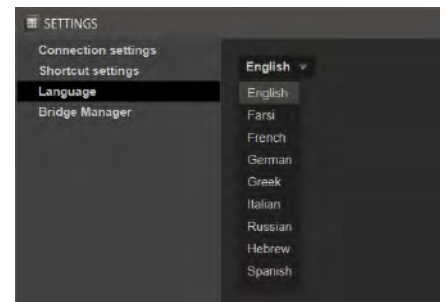 SETTINGS
Connection settings
Shortcut settings
Language
Bridge Manager
English
English
Farsi
French
German
Greek
Italian
Russian
Hebrew
Spanish